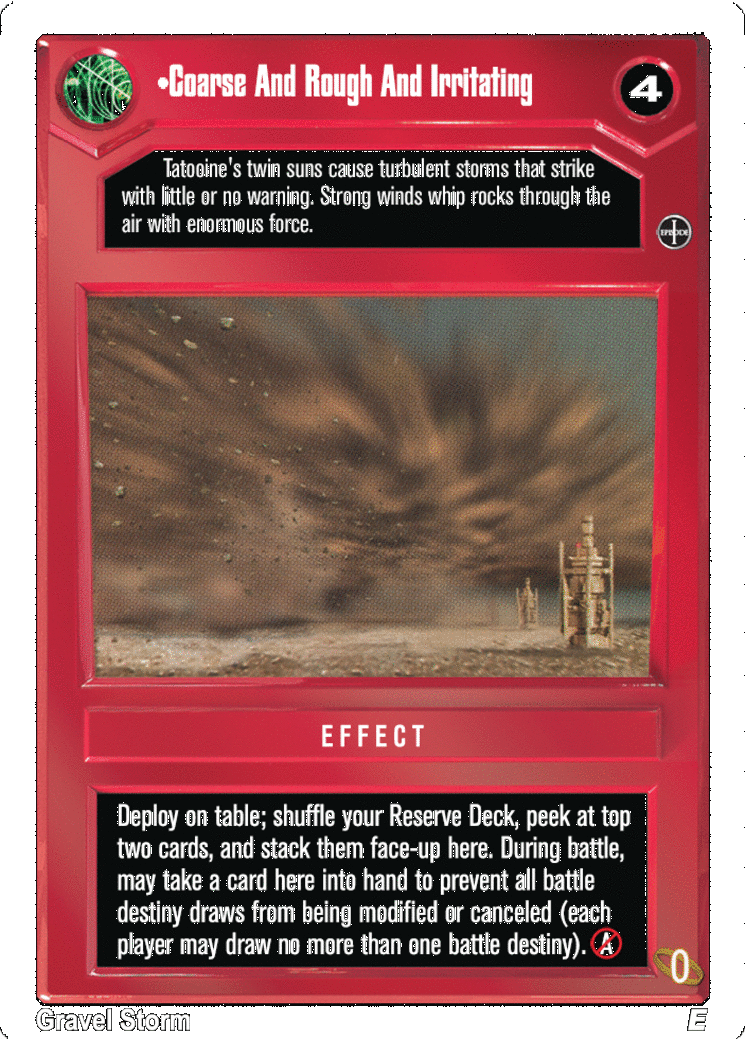 •Coarse And Rough And Irritating
4
Tatooine's twin suns cause turbulent storms that strike
with little or no warning. Strong winds whip rocks through the
air with enormous force.
EPISODE I
EFFECT
Deploy on table; shuffle your Reserve Deck, peek at top
two cards, and stack them face-up here. During battle,
may take a card here into hand to prevent all battle
destiny draws from being modified or canceled (each
player may draw no more than one battle destiny). A
0
Gravel Storm
E